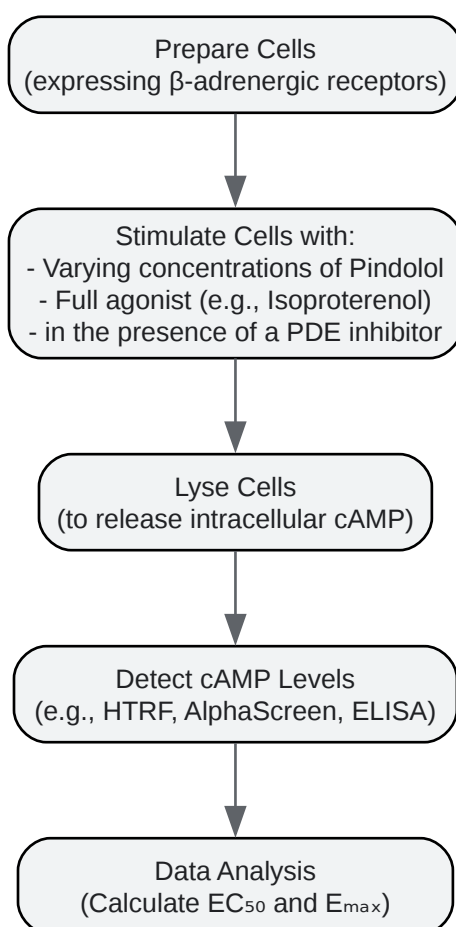 Prepare Cells
(expressing β-adrenergic receptors)
Stimulate Cells with:
- Varying concentrations of Pindolol
- Full agonist (e.g., Isoproterenol)
- in the presence of a PDE inhibitor
Lyse Cells
(to release intracellular cAMP)
Detect cAMP Levels
(e.g., HTRF, AlphaScreen, ELISA)
Data Analysis
(Calculate EC₅₀ and Eₘₐₓ)